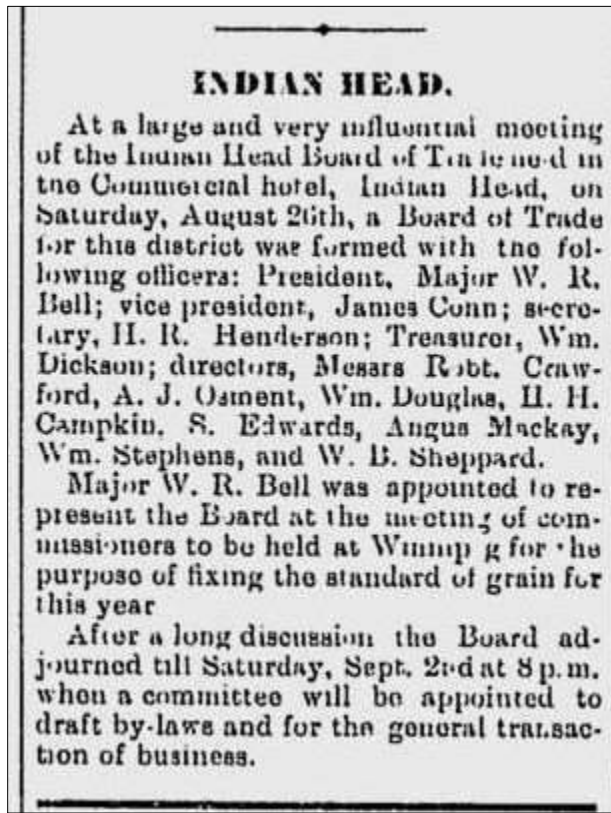 INDIAN HEAD.
At a large and very influential meeting
of the Indian Head Board of Trade held in
the Commercial hotel, Indian Head, on
Saturday, August 26th, a Board of Trade
for this district was formed with the fol-
lowing officers: President, Major W. R.
Bell; vice president, James Conn; secre-
tary, H. R. Henderson; Treasurer, Wm.
Dickson; directors, Messrs Robt. Craw-
ford, A. J. Osment, Wm. Douglas, H. H.
Campkin, S. Edwards, Angus Mackay,
Wm. Stephens, and W. B. Sheppard.
Major W. R. Bell was appointed to re-
present the Board at the meeting of com-
missioners to be held at Winnipeg for the
purpose of fixing the standard of grain for
this year
After a long discussion the Board ad-
journed till Saturday, Sept. 2nd at 8 p.m.
when a committee will be appointed to
draft by-laws and for the general transac-
tion of business.